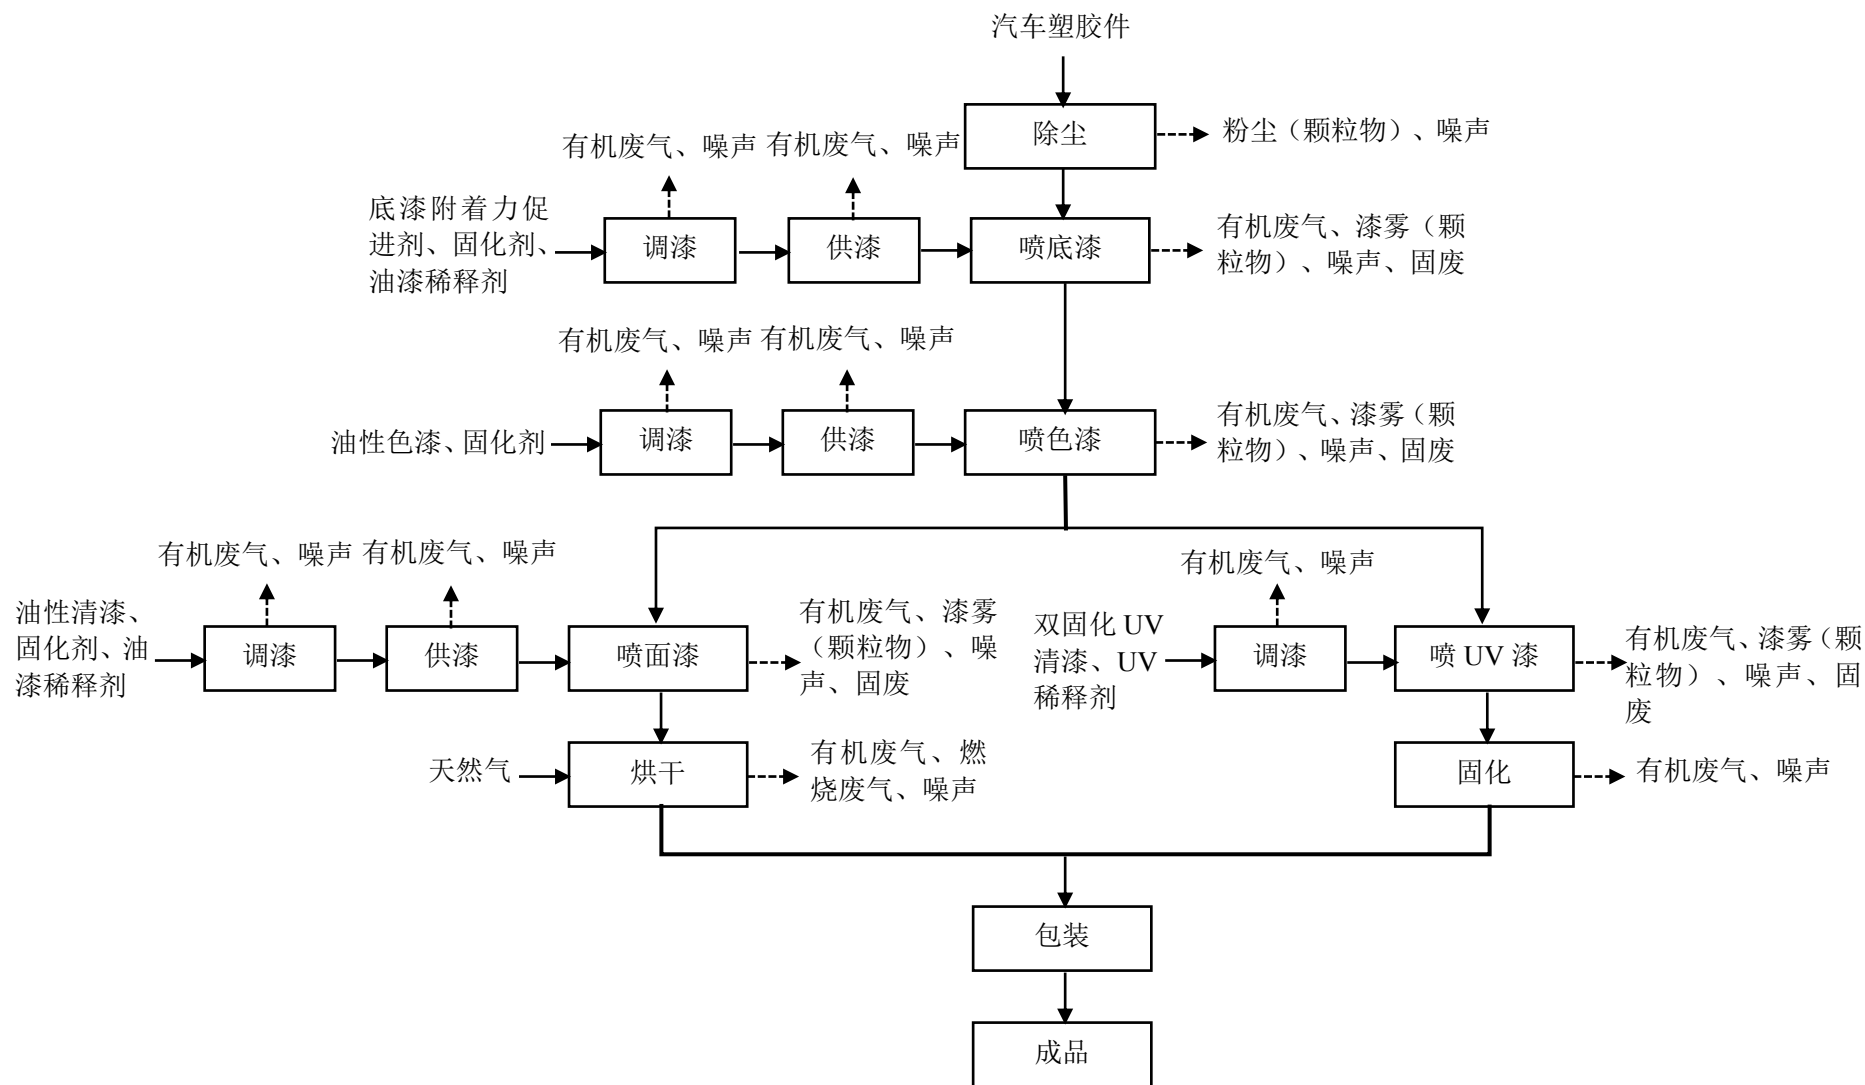 汽车塑胶件
除尘
粉尘（颗粒物）、噪声
有机废气、噪声
有机废气、噪声
底漆附着力促
进剂、固化剂、
油漆稀释剂
调漆
供漆
喷底漆
有机废气、漆雾（颗
粒物）、噪声、固废
有机废气、噪声
有机废气、噪声
油性色漆、固化剂
调漆
供漆
喷色漆
有机废气、漆雾（颗
粒物）、噪声、固废
有机废气、噪声
有机废气、噪声
油性清漆、
固化剂、油
漆稀释剂
调漆
供漆
喷面漆
有机废气、漆雾
（颗粒物）、噪
声、固废
有机废气、噪声
双固化 UV
清漆、UV
稀释剂
调漆
喷 UV 漆
有机废气、漆雾（颗
粒物）、噪声、固
废
天然气
烘干
有机废气、燃
烧废气、噪声
固化
有机废气、噪声
包装
成品